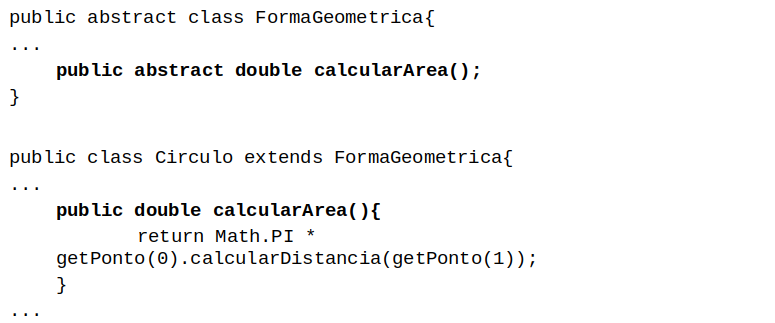 public abstract class FormaGeometrica{
...
public abstract double calcularArea();
}
public class Circulo extends FormaGeometrica{
...
public double calcularArea(){
return Math.PI *
getPonto(0).calcularDistancia(getPonto(1));
}
...